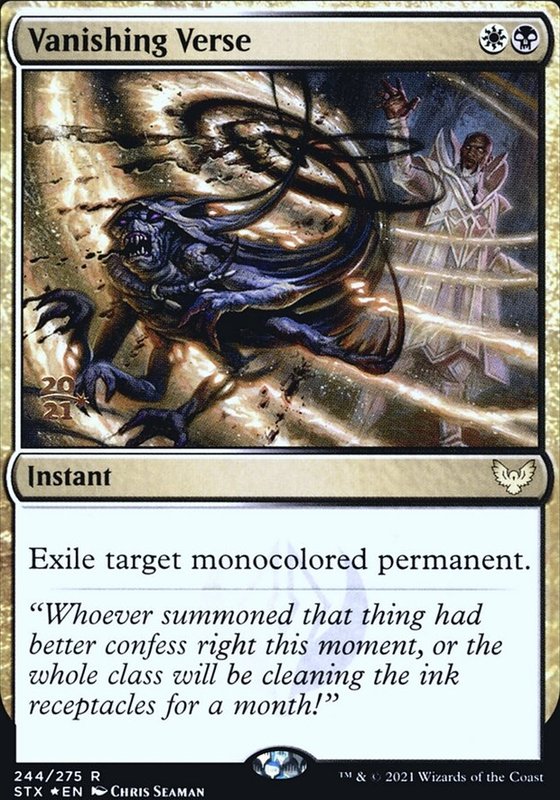 Vanishing Verse
20
21
Instant
Exile target monocolored permanent.
“Whoever summoned that thing had
better confess right this moment, or the
whole class will be cleaning the ink
receptacles for a month!”
244/275 R
STX ★ EN Chris Seaman
™ & © 2021 Wizards of the Coast